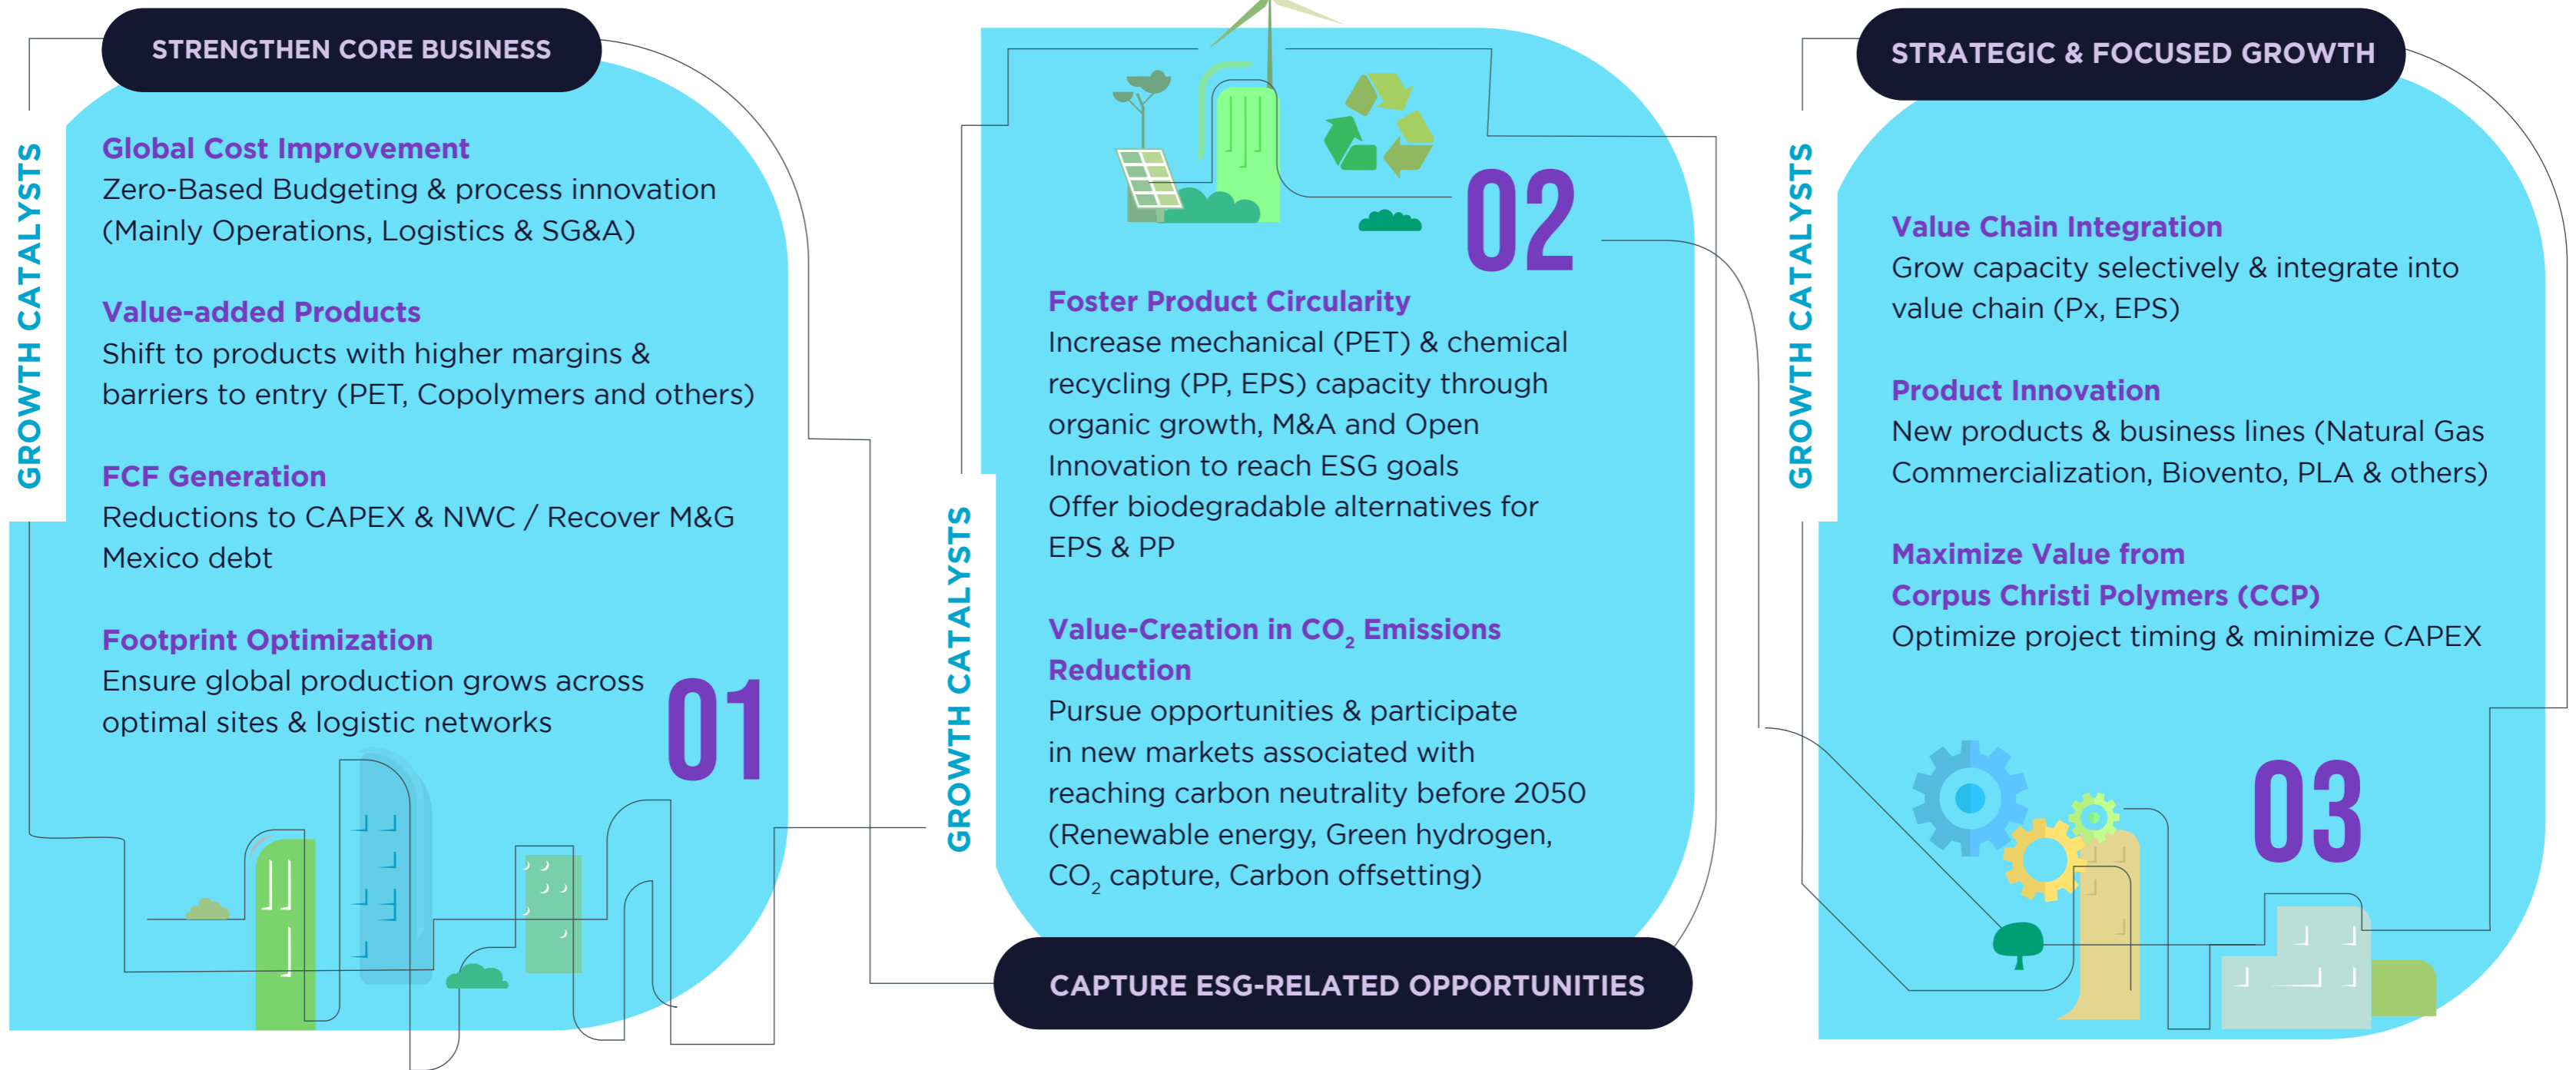 STRENGTHEN CORE BUSINESS
GROWTH CATALYSTS
Global Cost Improvement
Zero-Based Budgeting & process innovation
(Mainly Operations, Logistics & SG&A)
Value-added Products
Shift to products with higher margins &
barriers to entry (PET, Copolymers and others)
FCF Generation
Reductions to CAPEX & NWC / Recover M&G
Mexico debt
Footprint Optimization
Ensure global production grows across
optimal sites & logistic networks
01
02
GROWTH CATALYSTS
Foster Product Circularity
Increase mechanical (PET) & chemical
recycling (PP, EPS) capacity through
organic growth, M&A and Open
Innovation to reach ESG goals
Offer biodegradable alternatives for
EPS & PP
Value-Creation in CO₂ Emissions
Reduction
Pursue opportunities & participate
in new markets associated with
reaching carbon neutrality before 2050
(Renewable energy, Green hydrogen,
CO₂ capture, Carbon offsetting)
CAPTURE ESG-RELATED OPPORTUNITIES
STRATEGIC & FOCUSED GROWTH
GROWTH CATALYSTS
Value Chain Integration
Grow capacity selectively & integrate into
value chain (Px, EPS)
Product Innovation
New products & business lines (Natural Gas
Commercialization, Biovento, PLA & others)
Maximize Value from
Corpus Christi Polymers (CCP)
Optimize project timing & minimize CAPEX
03